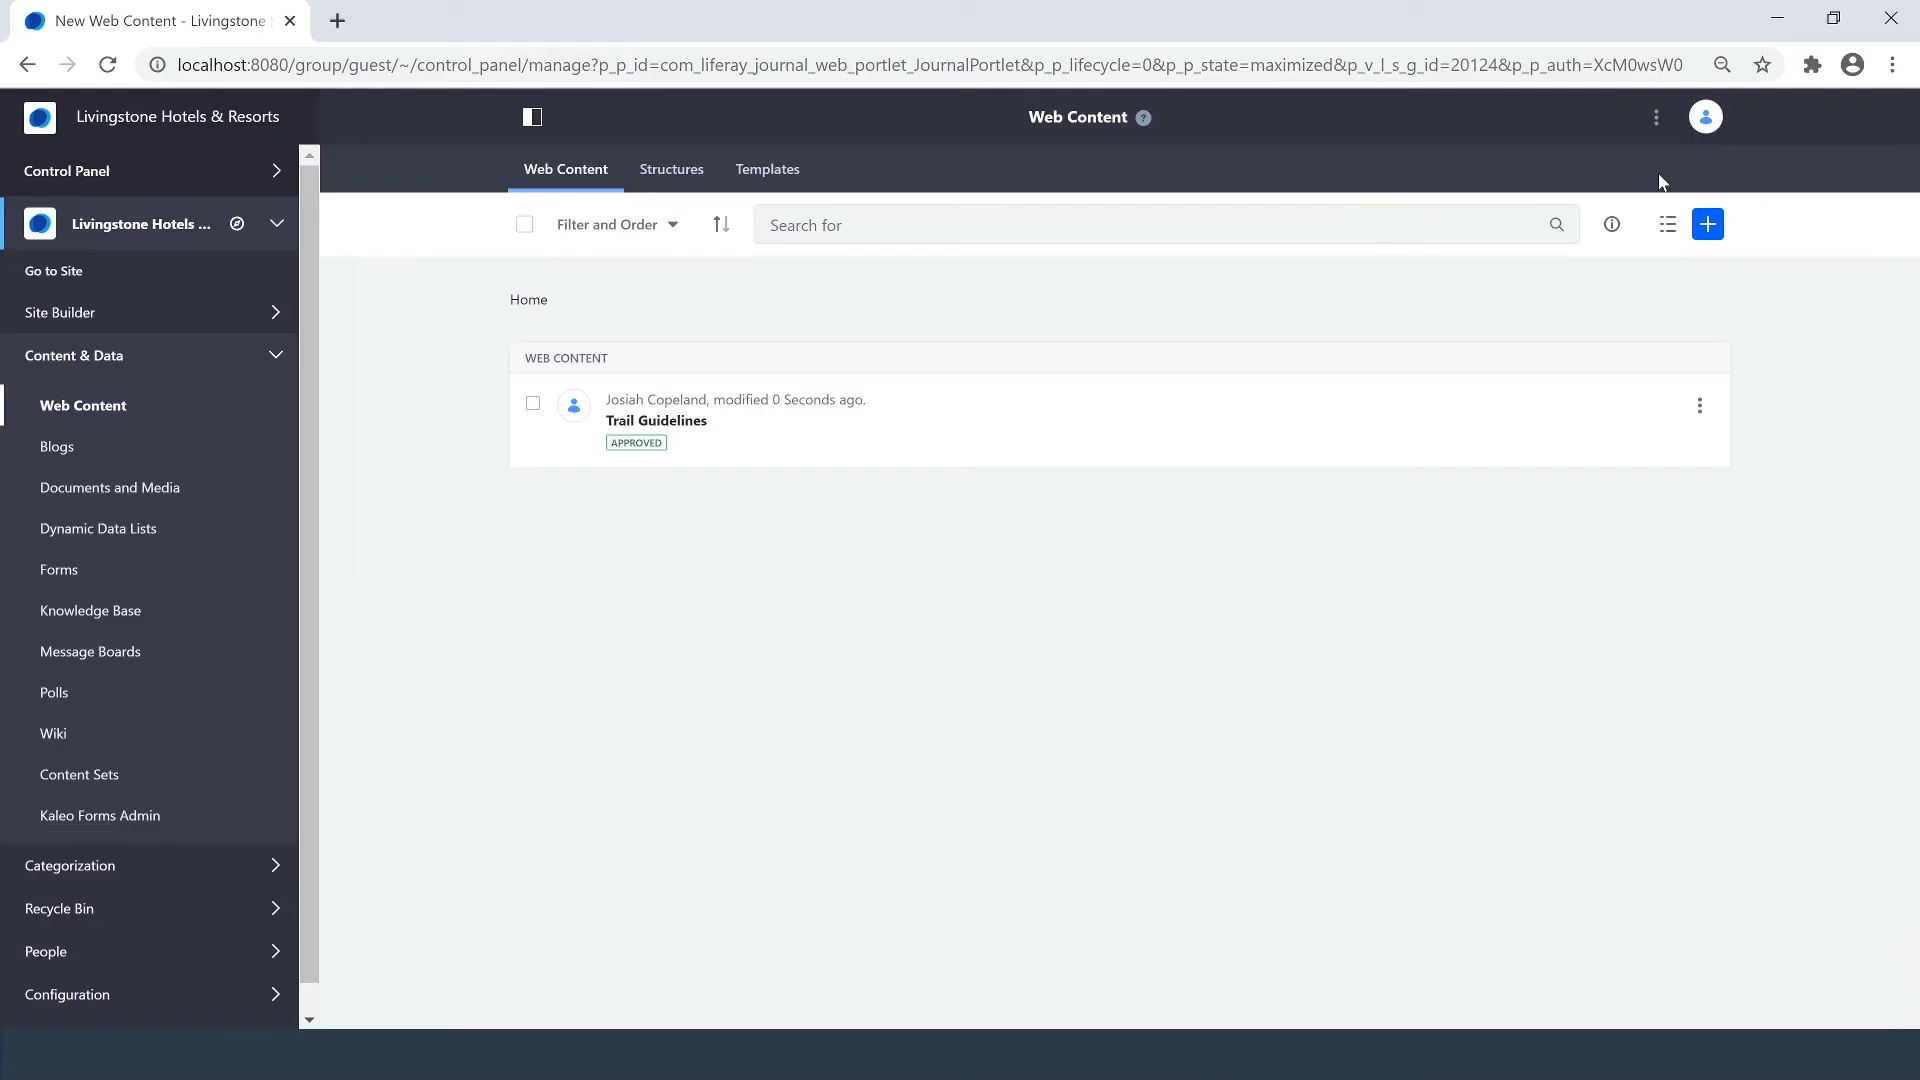 New Web Content - Livingstone
localhost:8080/group/guest/~/control_panel/manage?p_p_id=com_liferay_journal_web_portlet_JournalPortlet&p_p_lifecycle=0&p_p_state=maximized&p_v_l_s_g_id=20124&p_p_auth=XcM0wsW0
Livingstone Hotels & Resorts
Web Content ?
Control Panel
Web Content Structures Templates
Livingstone Hotels ...
Filter and Order
Search for
Go to Site
Home
Site Builder
Content & Data
WEB CONTENT
Josiah Copeland, modified 0 Seconds ago.
Trail Guidelines
APPROVED
Web Content
Blogs
Documents and Media
Dynamic Data Lists
Forms
Knowledge Base
Message Boards
Polls
Wiki
Content Sets
Kaleo Forms Admin
Categorization
Recycle Bin
People
Configuration